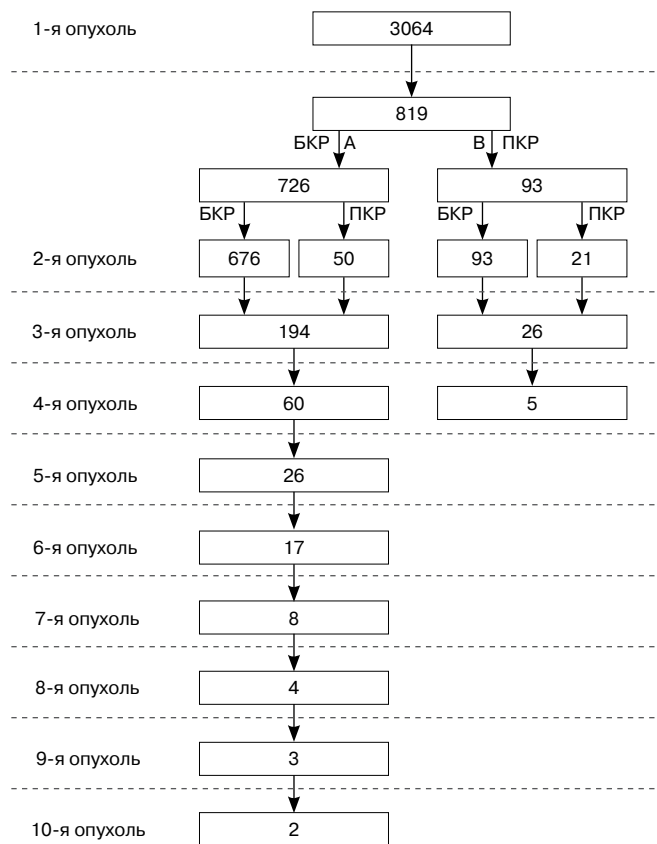 1-я опухоль 3064
819
БКР А В ПКР
726 93
БКР ПКР БКР ПКР
2-я опухоль 676 50 93 21
3-я опухоль 194 26
4-я опухоль 60 5
5-я опухоль 26
6-я опухоль 17
7-я опухоль 8
8-я опухоль 4
9-я опухоль 3
10-я опухоль 2